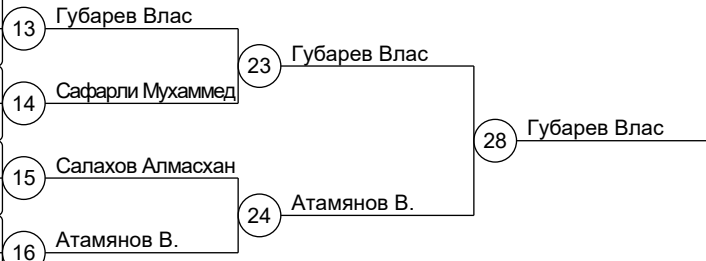 13 Губарев Влас
23 Губарев Влас
14 Сафарли Мухаммед
28 Губарев Влас
15 Салахов Алмасхан
24 Атамянов В.
16 Атамянов В.